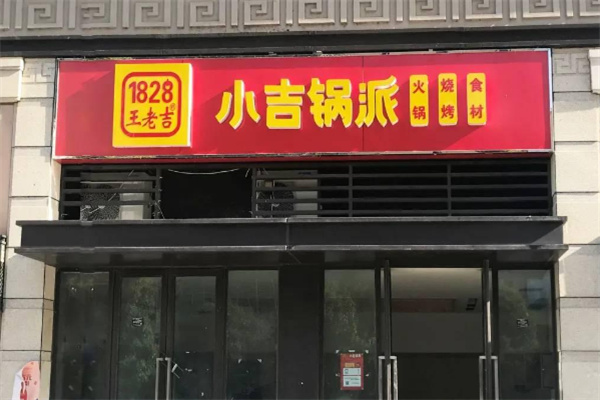 1828
王老吉
小吉锅派
火锅
烧烤
食材